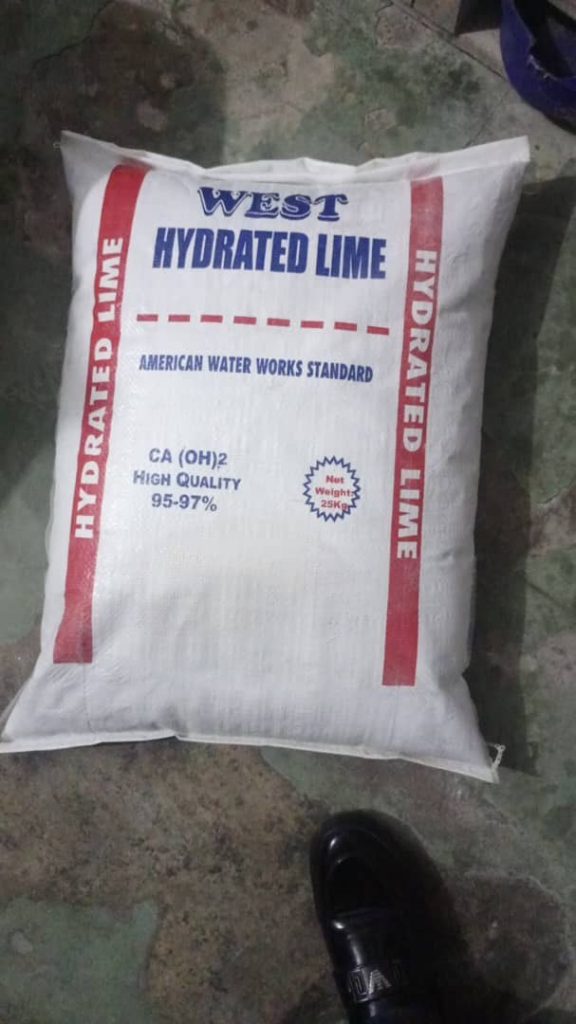 WEST
HYDRATED LIME
HYDRATED LIME
HYDRATED LIME
AMERICAN WATER WORKS STANDARD
CA (OH)2
HIGH QUALITY
95-97%
Net
Weight:
25Kg